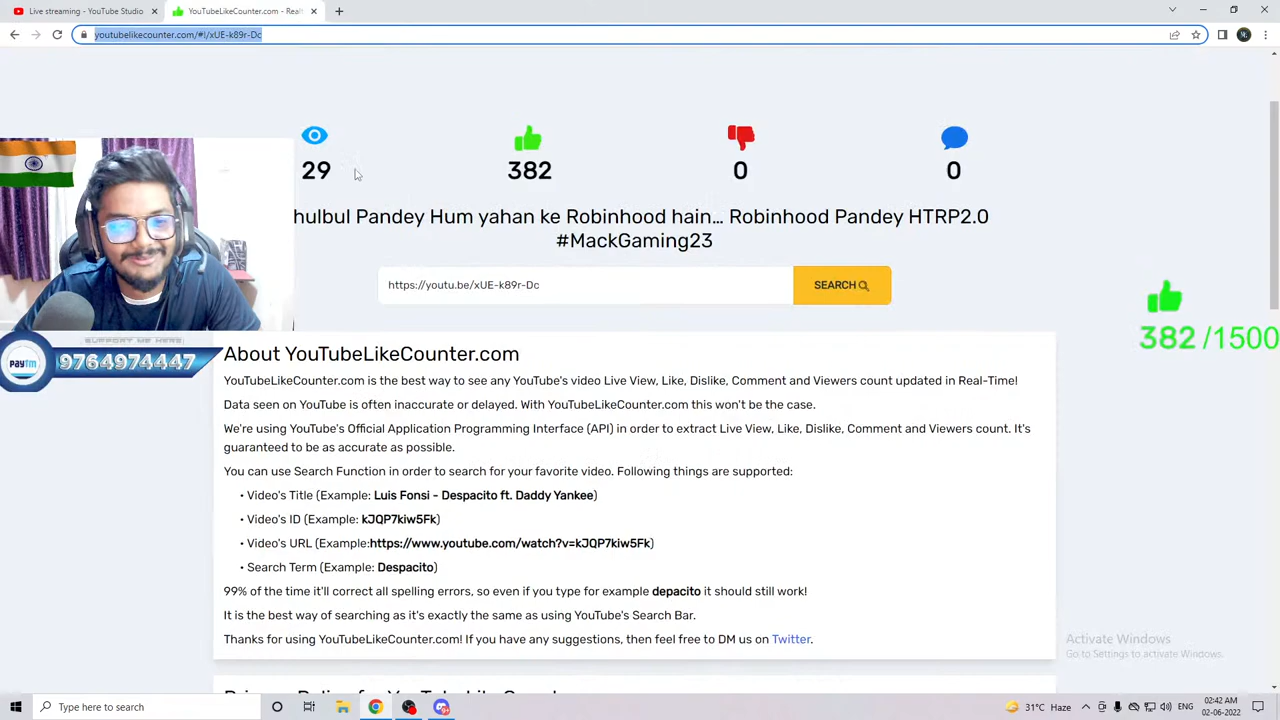 Live streaming - YouTube Studio
YouTubeLikeCounter.com - Realt
youtubelikecounter.com/#!/xUE-k89r-Dc
29
382
0
0
hulbul Pandey Hum yahan ke Robinhood hain... Robinhood Pandey HTRP2.0
#MackGaming23
https://youtu.be/xUE-k89r-Dc
SEARCH
382 /1500
SUPPORT ME HERE
paytm
9764974447
About YouTubeLikeCounter.com
YouTubeLikeCounter.com is the best way to see any YouTube's video Live View, Like, Dislike, Comment and Viewers count updated in Real-Time!
Data seen on YouTube is often inaccurate or delayed. With YouTubeLikeCounter.com this won't be the case.
We're using YouTube's Official Application Programming Interface (API) in order to extract Live View, Like, Dislike, Comment and Viewers count. It's
guaranteed to be as accurate as possible.
You can use Search Function in order to search for your favorite video. Following things are supported:
• Video's Title (Example: Luis Fonsi - Despacito ft. Daddy Yankee)
• Video's ID (Example: kJQP7kiw5Fk)
• Video's URL (Example:https://www.youtube.com/watch?v=kJQP7kiw5Fk)
• Search Term (Example: Despacito)
99% of the time it'll correct all spelling errors, so even if you type for example depacito it should still work!
It is the best way of searching as it's exactly the same as using YouTube's Search Bar.
Thanks for using YouTubeLikeCounter.com! If you have any suggestions, then feel free to DM us on Twitter.
Activate Windows
Go to Settings to activate Windows.
Type here to search
31°C Haze
ENG
02:42 AM
02-06-2022